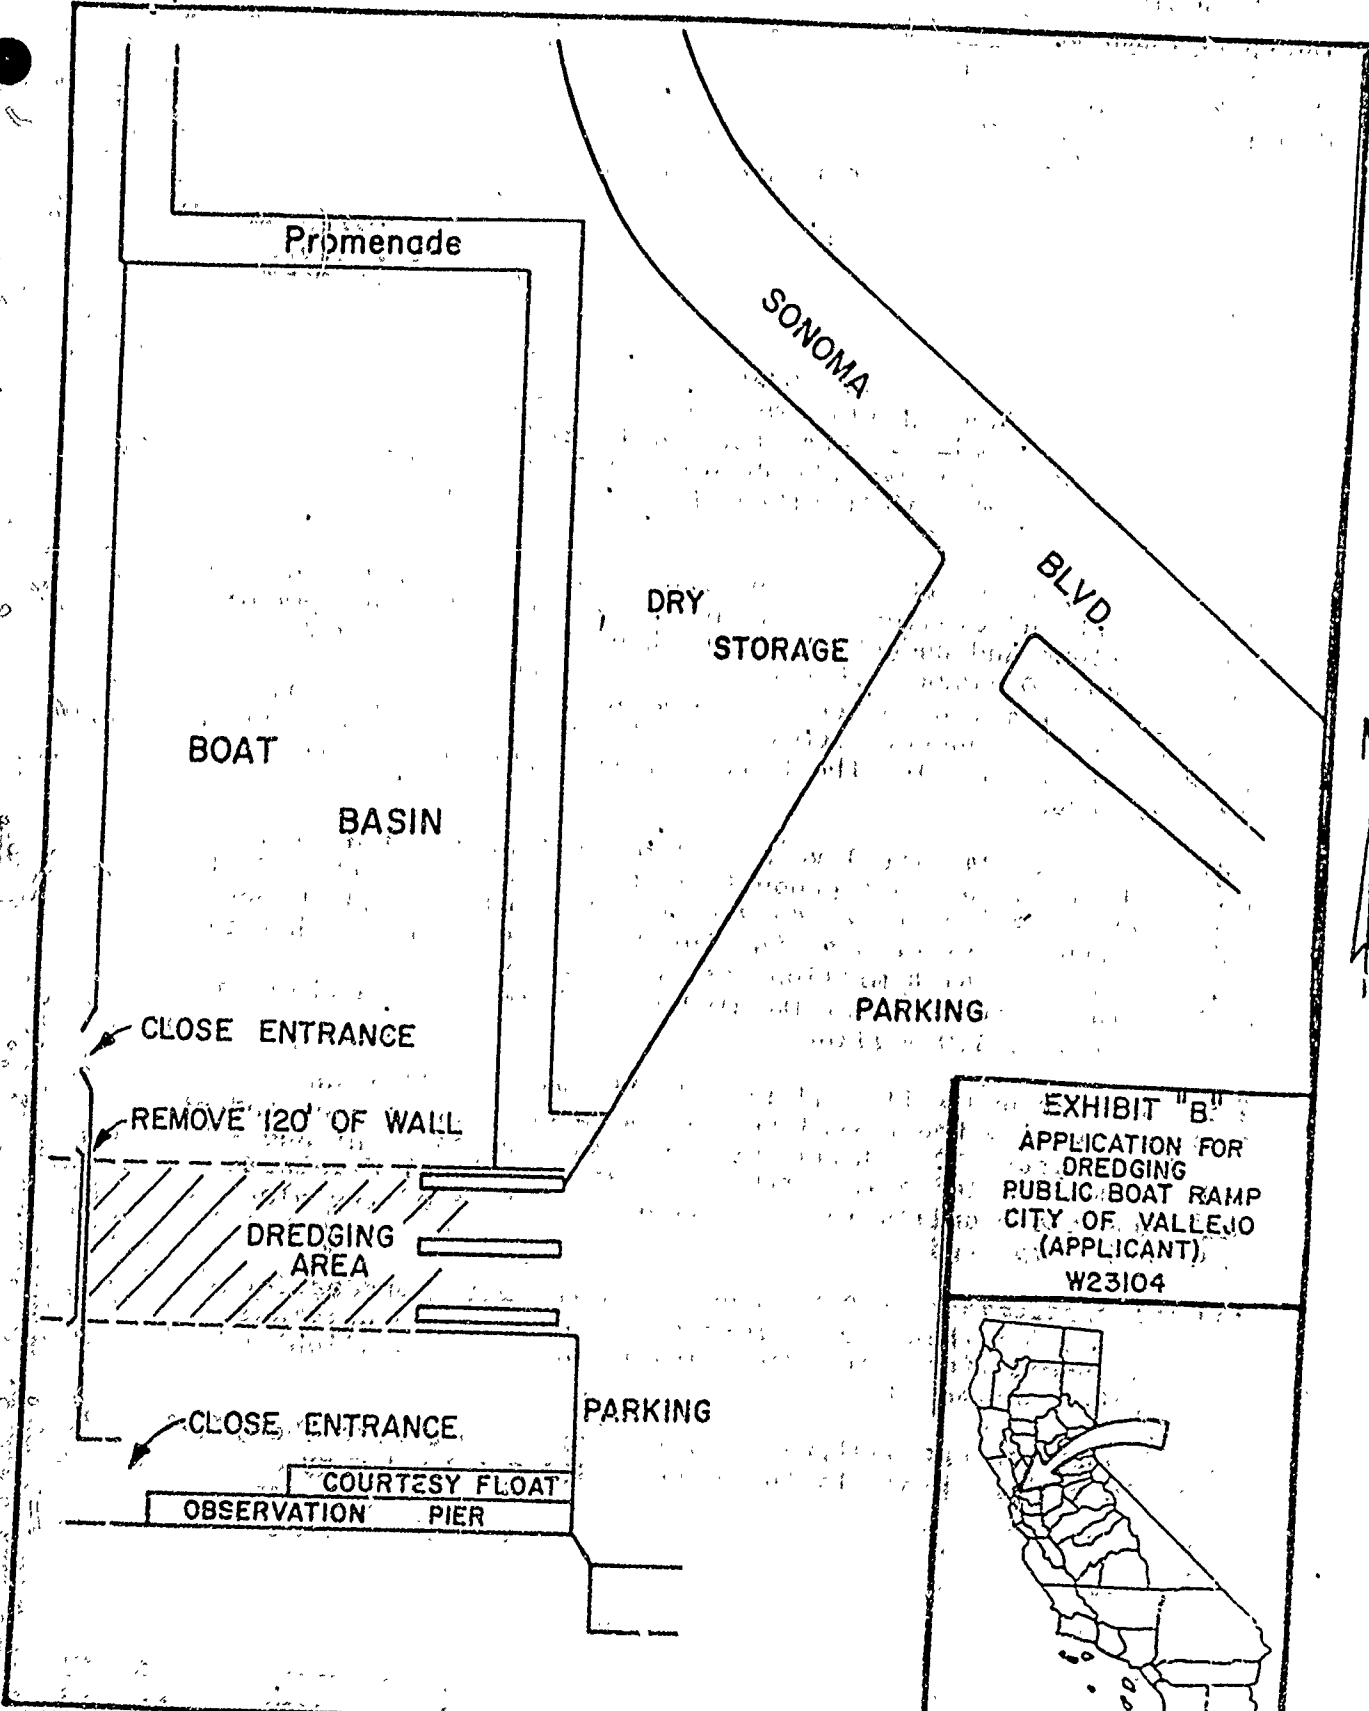 Promenade
SONOMA
BLVD.
DRY
STORAGE
BOAT
BASIN
PARKING
CLOSE ENTRANCE
REMOVE 120' OF WALL
DREDGING
AREA
CLOSE ENTRANCE
PARKING
COURTESY FLOAT
OBSERVATION PIER
EXHIBIT "B"
APPLICATION FOR
DREDGING
PUBLIC BOAT RAMP
CITY OF VALLEJO
(APPLICANT)
W23104